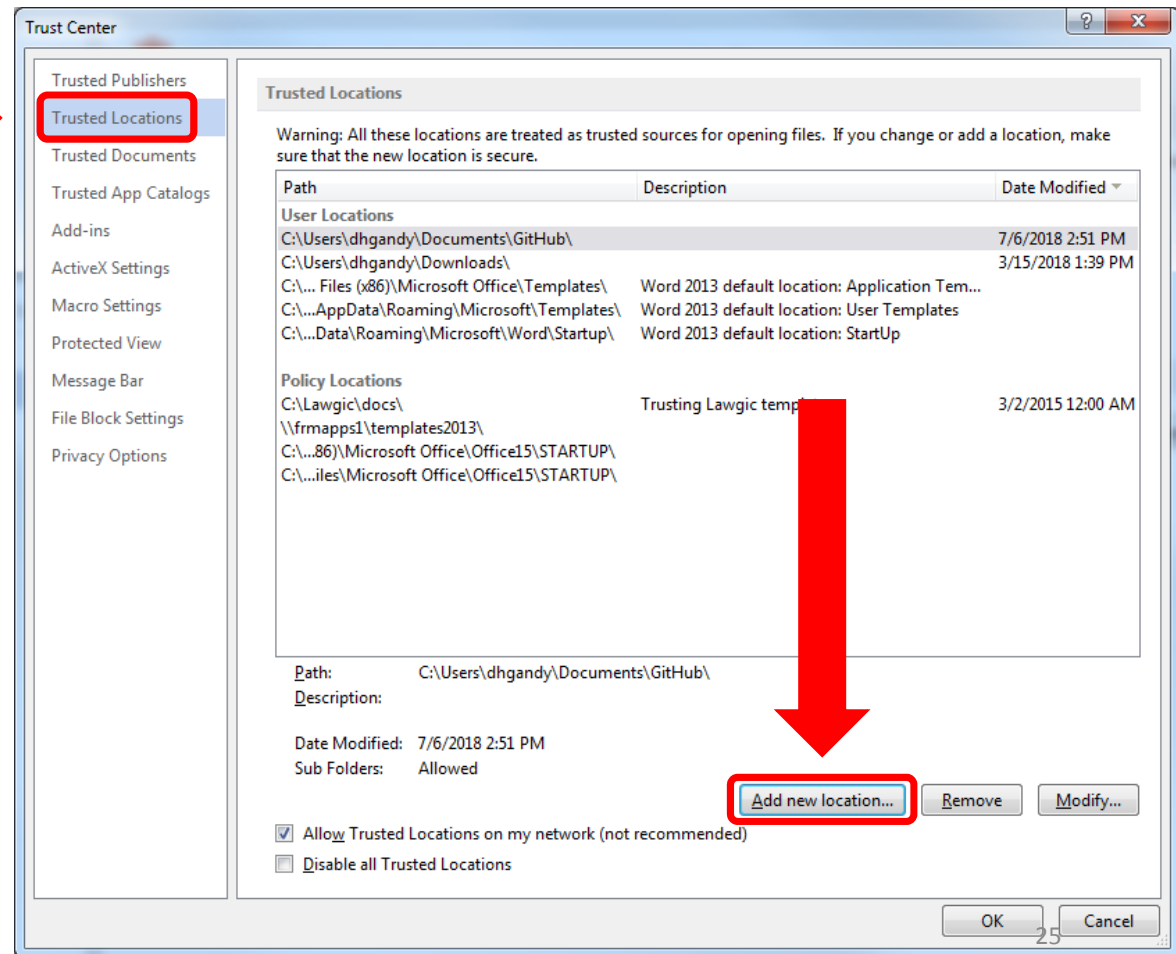 Trust Center
Trusted Publishers
Trusted Locations
Trusted Documents
Trusted App Catalogs
Add-ins
ActiveX Settings
Macro Settings
Protected View
Message Bar
File Block Settings
Privacy Options
Trusted Locations
Warning: All these locations are treated as trusted sources for opening files. If you change or add a location, make
sure that the new location is secure.
Path Description Date Modified
User Locations
C:\Users\dhgandy\Documents\GitHub\ 7/6/2018 2:51 PM
C:\Users\dhgandy\Downloads\ 3/15/2018 1:39 PM
C:\... Files (x86)\Microsoft Office\Templates\ Word 2013 default location: Application Tem...
C:\...AppData\Roaming\Microsoft\Templates\ Word 2013 default location: User Templates
C:\...Data\Roaming\Microsoft\Word\Startup\ Word 2013 default location: StartUp
Policy Locations
C:\Lawgic\docs\ Trusting Lawgic 3/2/2015 12:00 AM
\\frmapps1\templates2013\
C:\...86)\Microsoft Office\Office15\STARTUP\
C:\...iles\Microsoft Office\Office15\STARTUP\
Path: C:\Users\dhgandy\Documents\GitHub\
Description:
Date Modified: 7/6/2018 2:51 PM
Sub Folders: Allowed
Add new location... Remove Modify...
Allow Trusted Locations on my network (not recommended)
Disable all Trusted Locations
OK Cancel
25